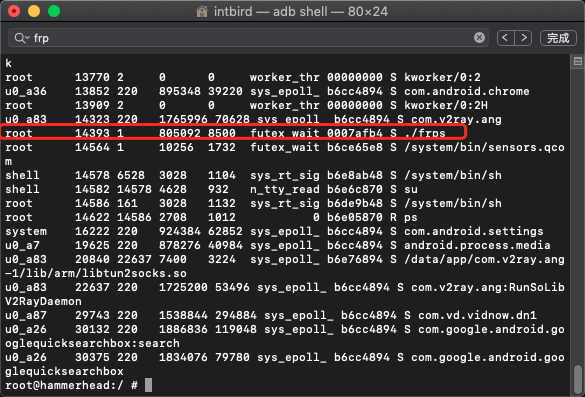 intbird — adb shell — 80×24
frp
完成
k
root 13770 2 0 0 worker_thr 00000000 S kworker/0:2
u0_a36 13852 220 895348 39220 sys_epoll_ b6cc4894 S com.android.chrome
root 13909 2 0 0 worker_thr 00000000 S kworker/0:2H
u0_a83 14323 220 1765996 70628 sys_epoll_ b6cc4894 S com.v2ray.ang
root 14393 1 805092 8500 futex_wait 0007afb4 S ./frps
root 14564 1 10256 1732 futex_wait b6ce65e8 S /system/bin/sensors.qco
m
shell 14578 6528 3028 1104 sys_rt_sig b6e8ab48 S /system/bin/sh
shell 14582 14578 4628 932 n_tty_read b6e6c870 S su
root 14586 161 3028 1132 sys_rt_sig b6de9b48 S /system/bin/sh
root 14622 14586 2708 1012 0 b6e05870 R ps
system 16222 220 924384 62852 sys_epoll_ b6cc4894 S com.android.settings
u0_a7 19625 220 878276 40984 sys_epoll_ b6cc4894 S android.process.media
u0_a83 20840 22637 7400 3224 sys_epoll_ b6e76894 S /data/app/com.v2ray.ang
-1/lib/arm/libtun2socks.so
u0_a83 22637 220 1725200 53496 sys_epoll_ b6cc4894 S com.v2ray.ang:RunSoLib
V2RayDaemon
u0_a87 29743 220 1538844 294884 sys_epoll_ b6cc4894 S com.vd.vidnow.dn1
u0_a26 30132 220 1886836 119048 sys_epoll_ b6cc4894 S com.google.android.go
oglequicksearchbox:search
u0_a26 30375 220 1834076 79780 sys_epoll_ b6cc4894 S com.google.android.goo
glequicksearchbox
root@hammerhead:/ #